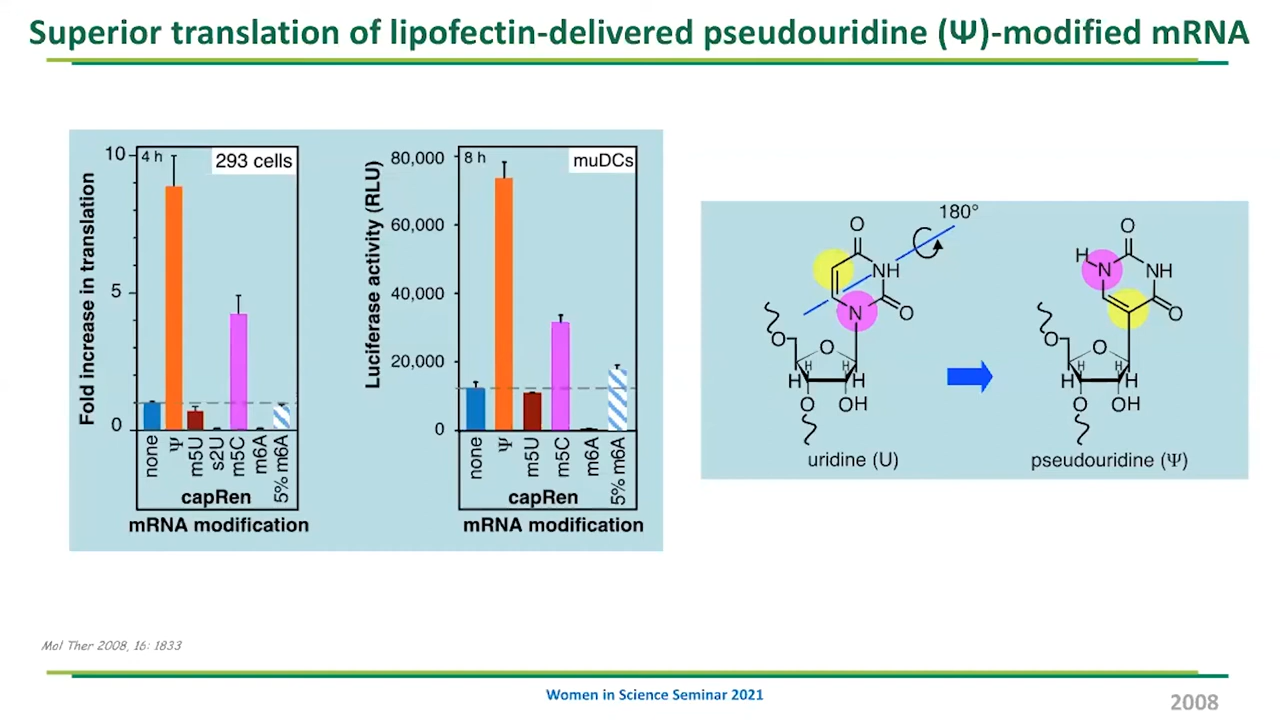 Superior translation of lipofectin-delivered pseudouridine (Ψ)-modified mRNA
Fold increase in translation
10
5
0
4 h
293 cells
none
Ψ
m5U
s2U
m5C
m6A
5% m6A
capRen
mRNA modification
Luciferase activity (RLU)
80,000
60,000
40,000
20,000
0
8 h
muDCs
none
Ψ
m5U
m5C
m6A
5% m6A
capRen
mRNA modification
180°
O
NH
N
O
O
O
H
H
H
H
O
OH
uridine (U)
O
H
N
NH
O
O
O
H
H
H
H
O
OH
pseudouridine (Ψ)
Mol Ther 2008, 16: 1833
Women in Science Seminar 2021
2008